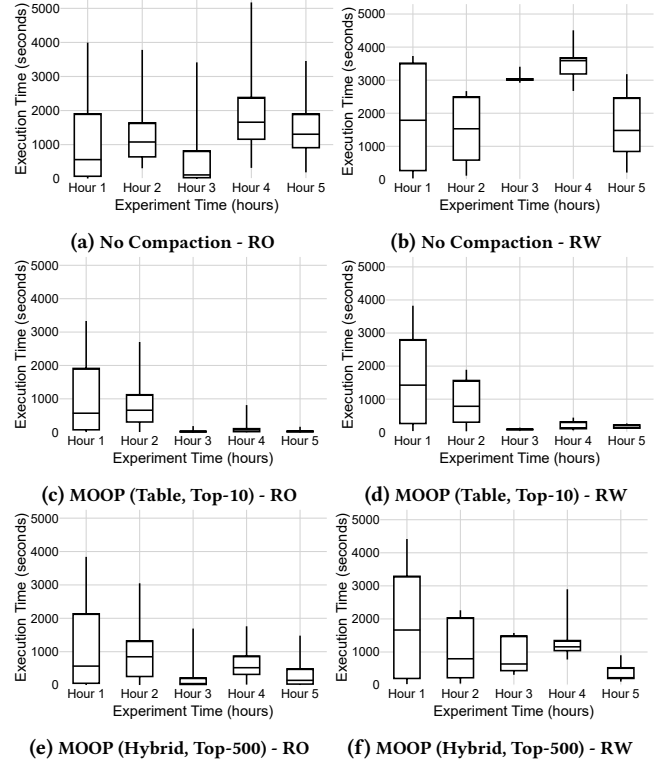 Execution Time (seconds)
5000
4000
3000
2000
1000
0
Hour 1 Hour 2 Hour 3 Hour 4 Hour 5
Experiment Time (hours)
(a) No Compaction - RO
Execution Time (seconds)
5000
4000
3000
2000
1000
0
Hour 1 Hour 2 Hour 3 Hour 4 Hour 5
Experiment Time (hours)
(b) No Compaction - RW
Execution Time (seconds)
5000
4000
3000
2000
1000
0
Hour 1 Hour 2 Hour 3 Hour 4 Hour 5
Experiment Time (hours)
(c) MOOP (Table, Top-10) - RO
Execution Time (seconds)
5000
4000
3000
2000
1000
0
Hour 1 Hour 2 Hour 3 Hour 4 Hour 5
Experiment Time (hours)
(d) MOOP (Table, Top-10) - RW
Execution Time (seconds)
5000
4000
3000
2000
1000
0
Hour 1 Hour 2 Hour 3 Hour 4 Hour 5
Experiment Time (hours)
(e) MOOP (Hybrid, Top-500) - RO
Execution Time (seconds)
5000
4000
3000
2000
1000
0
Hour 1 Hour 2 Hour 3 Hour 4 Hour 5
Experiment Time (hours)
(f) MOOP (Hybrid, Top-500) - RW